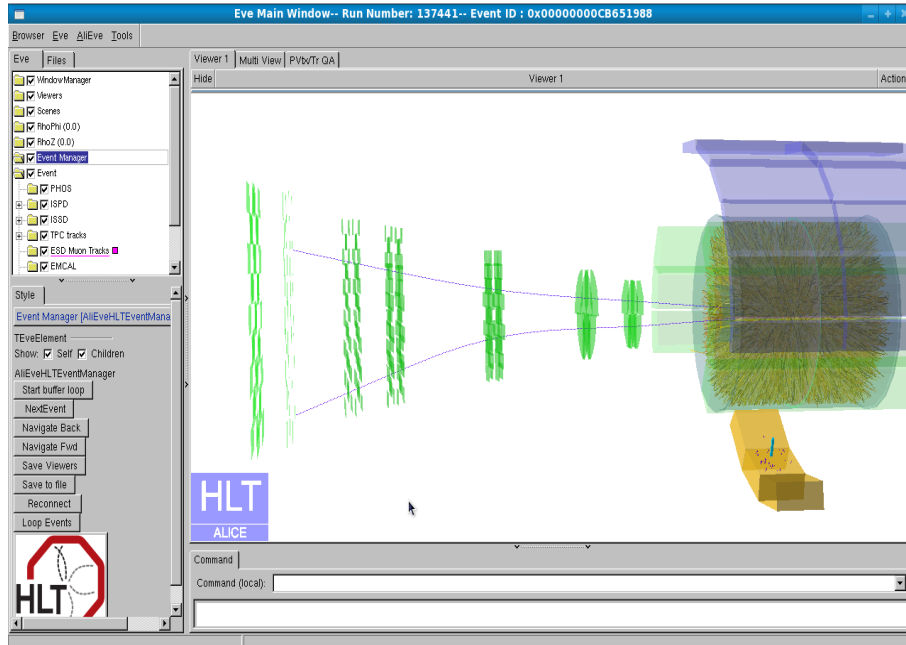 Eve Main Window-- Run Number: 137441-- Event ID : 0x00000000CB651988
Browser Eve AliEve Tools
Eve Files
WindowManager
Viewers
Scenes
RhoPhi (0.0)
RhoZ (0.0)
Event Manager
Event
PHOS
ISPD
ISSD
TPC tracks
ESD Muon Tracks
EMCAL
Style
Event Manager [AliEveHLTEventMana
TEveElement
Show: Self Children
AliEveHLTEventManager
Start buffer loop
NextEvent
Navigate Back
Navigate Fwd
Save Viewers
Save to file
Reconnect
Loop Events
HLT
Viewer 1 Multi View PVtx/Tr QA
Hide Viewer 1 Action
HLT
ALICE
Command
Command (local):